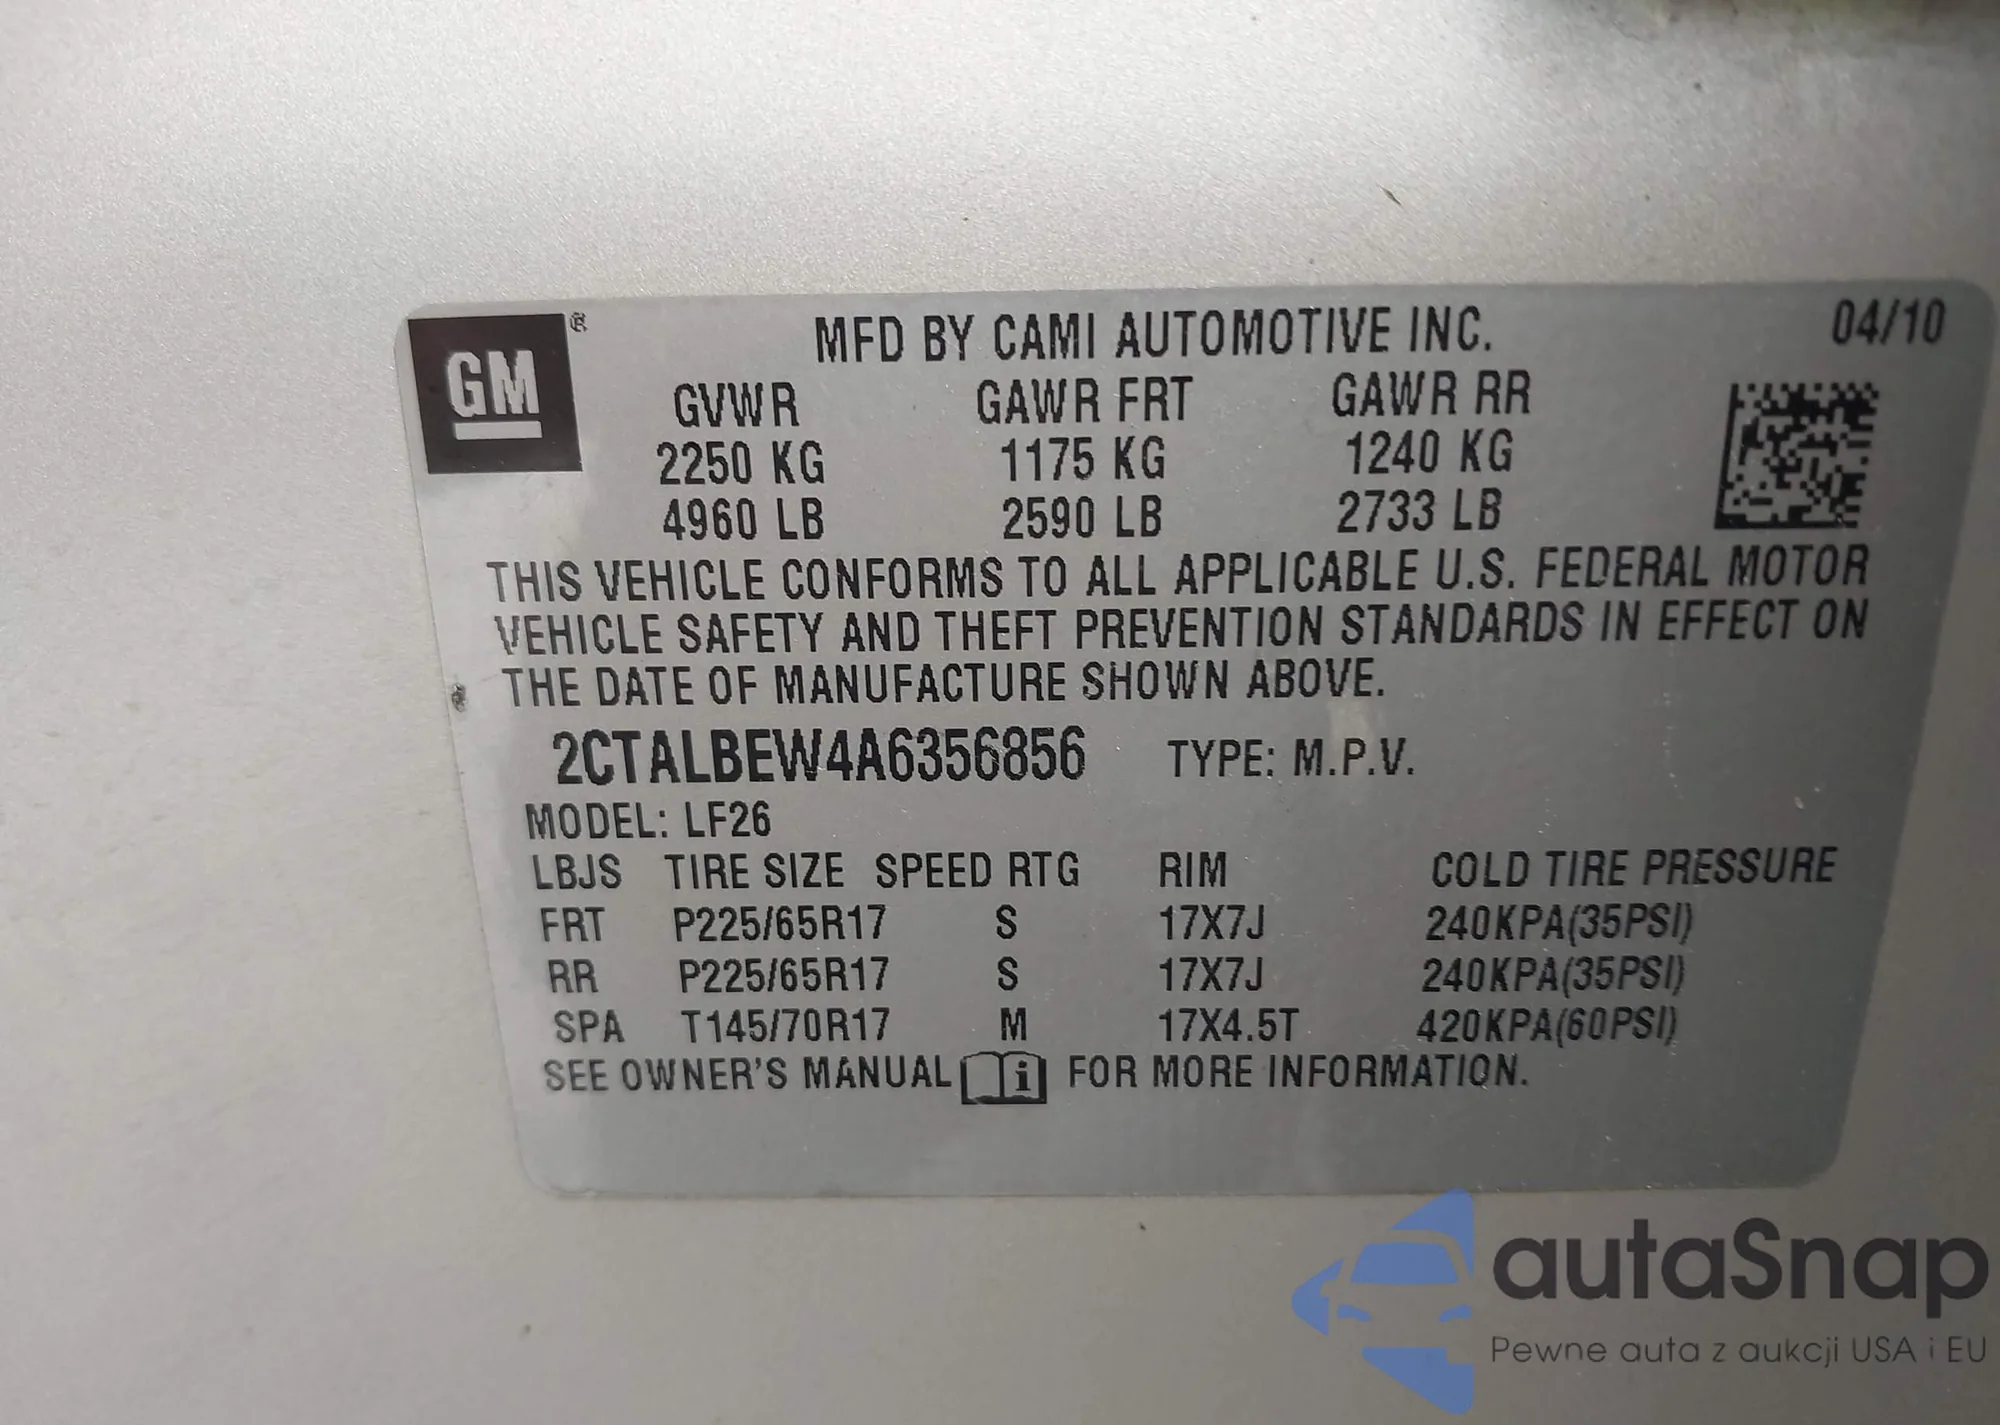 GM ®
MFD BY CAMI AUTOMOTIVE INC. 04/10
GVWR GAWR FRT GAWR RR
2250 KG 1175 KG 1240 KG
4960 LB 2590 LB 2733 LB
THIS VEHICLE CONFORMS TO ALL APPLICABLE U.S. FEDERAL MOTOR
VEHICLE SAFETY AND THEFT PREVENTION STANDARDS IN EFFECT ON
THE DATE OF MANUFACTURE SHOWN ABOVE.
2CTALBEW4A6356856 TYPE: M.P.V.
MODEL: LF26
LBJS TIRE SIZE SPEED RTG RIM COLD TIRE PRESSURE
FRT P225/65R17 S 17X7J 240KPA(35PSI)
RR P225/65R17 S 17X7J 240KPA(35PSI)
SPA T145/70R17 M 17X4.5T 420KPA(60PSI)
SEE OWNER'S MANUAL i FOR MORE INFORMATION.
autaSnap
Pewne auta z aukcji USA i EU